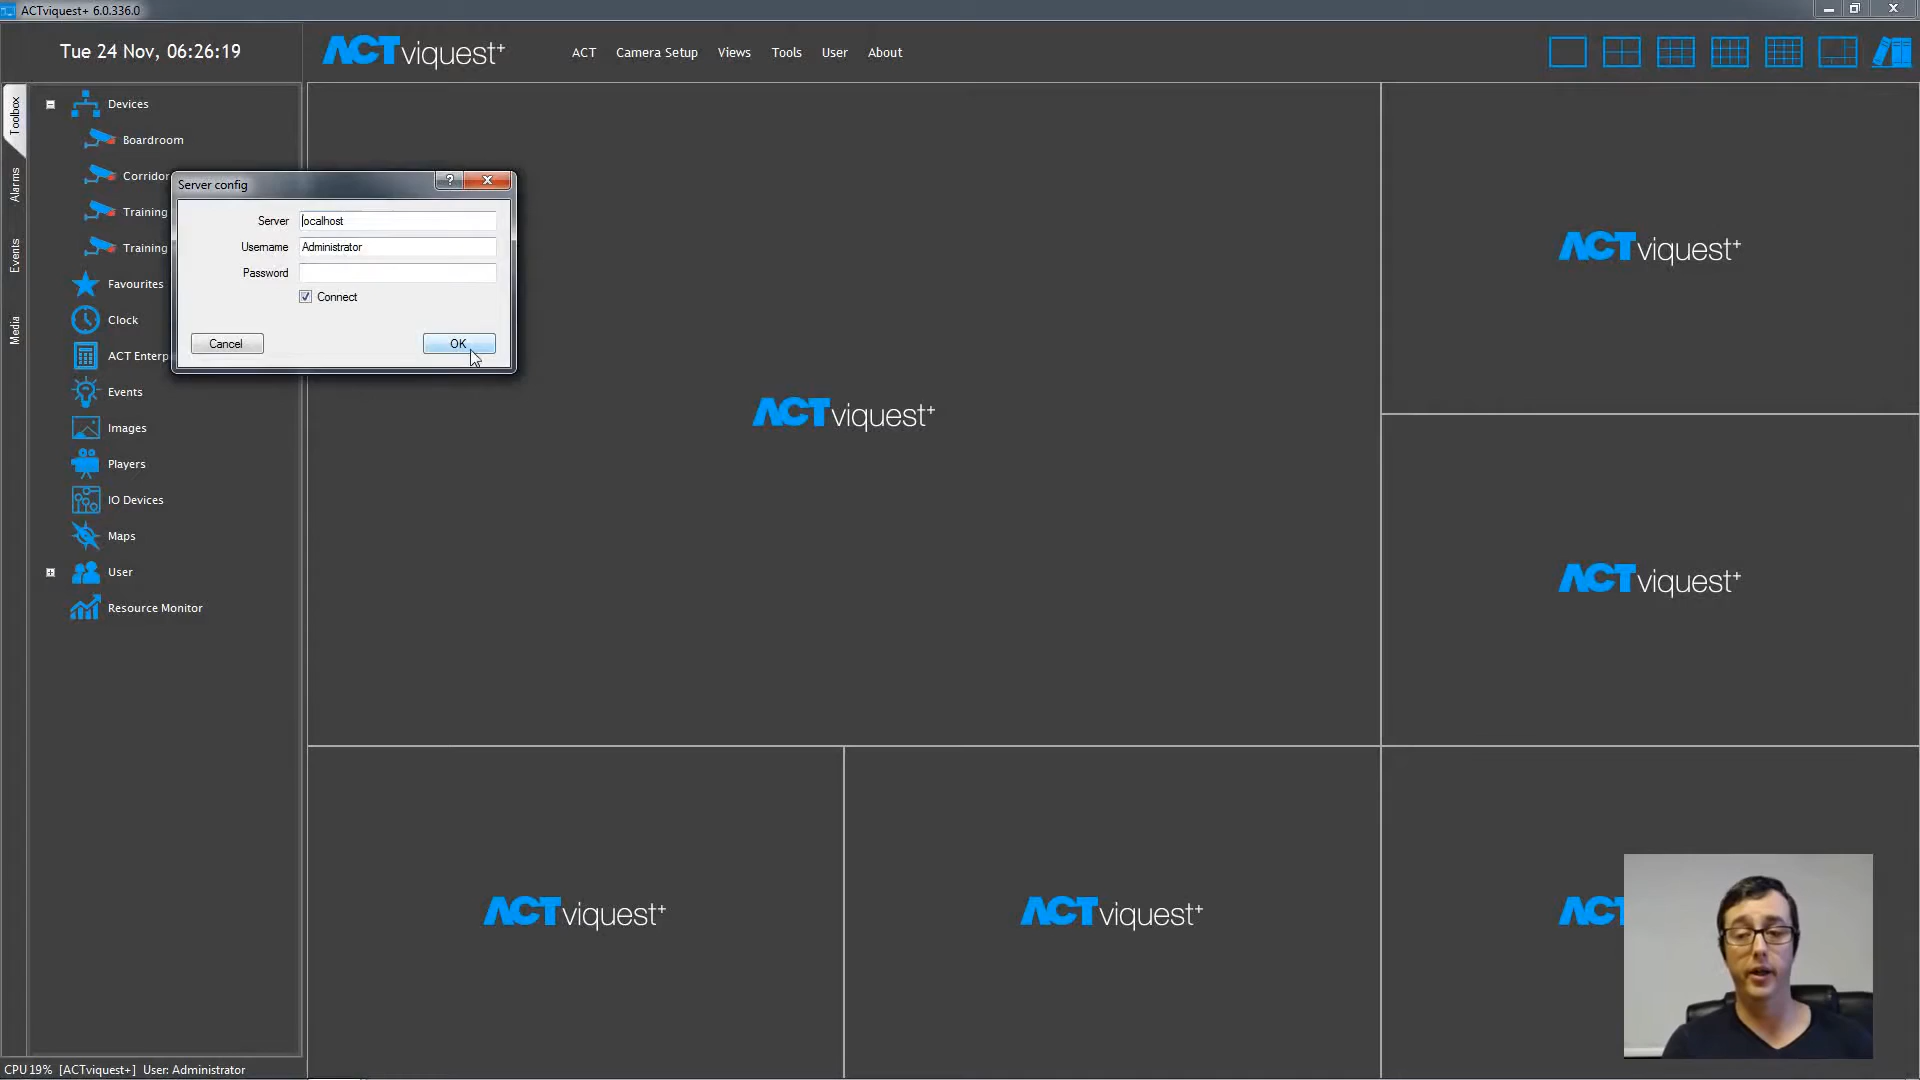 ACTviquest+ 6.0.336.0
Tue 24 Nov, 06:26:19
ACTviquest+
ACT Camera Setup Views Tools User About
Toolbox
Alarms
Events
Media
Devices
Boardroom
Corridor
Training
Training
Favourites
Clock
ACT Enterp
Events
Images
Players
IO Devices
Maps
User
Resource Monitor
Server config
?
Server localhost
Username Administrator
Password
Connect
Cancel OK
ACTviquest+
ACTviquest+
ACTviquest+
ACTviquest+
ACTviquest+
ACT
CPU 19% [ACTviquest+] User: Administrator